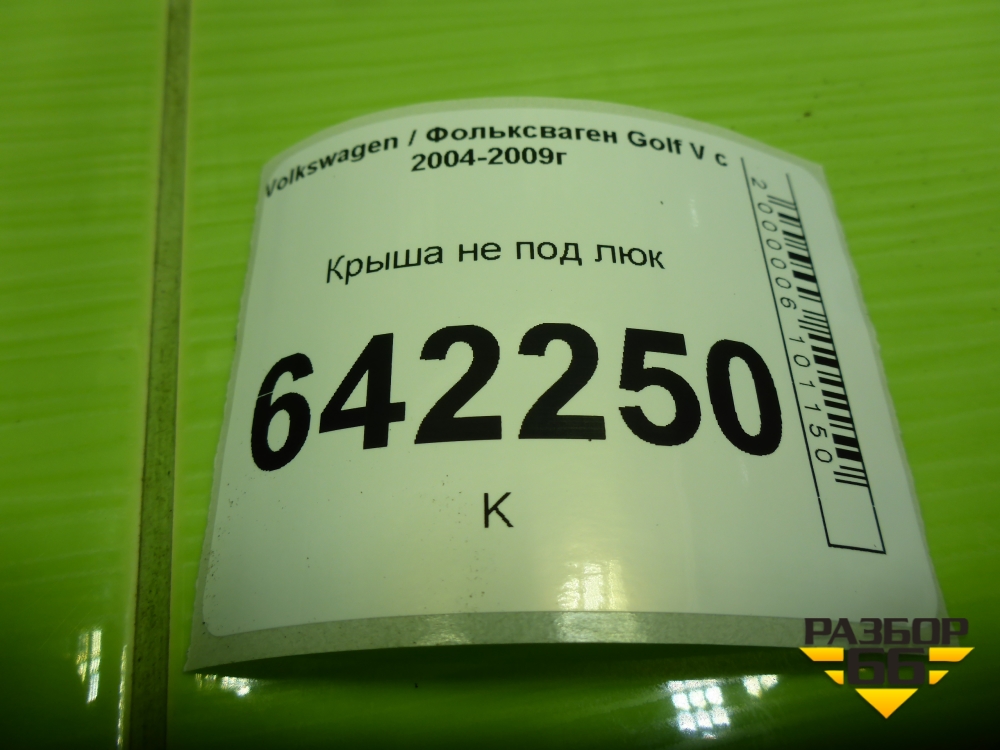 Volkswagen / Фольксваген Golf V с
2004-2009г
Крыша не под люк
642250
К
2000006101150
РАЗБОР
66